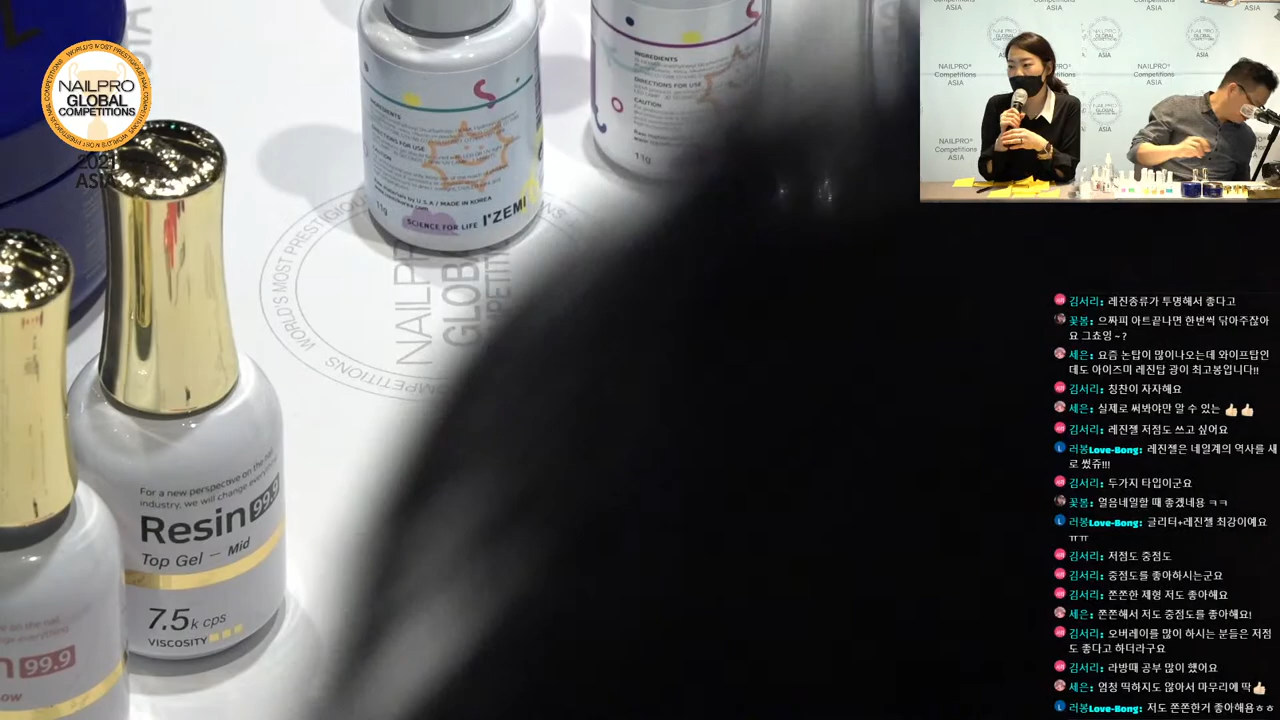 WORLD'S MOST PRESTIGIOUS NAIL COMPETITIONS
NAILPRO
GLOBAL
COMPETITIONS
2021
ASIA
INGREDIENTS
DIRECTIONS FOR USE
CAUTION
MADE IN KOREA
11g
SCIENCE FOR LIFE I'ZEMI
INGREDIENTS
DIRECTIONS FOR USE
CAUTION
11g
WORLD'S MOST PRESTIGIOUS
NAILPRO
GLOBAL
COMPETITIONS
For a new perspective on the nail
industry, we will change everything
Resin 99.9
Top Gel – Mid
7.5k cps
VISCOSITY
99.9
NAILPRO
Competitions
ASIA
김서리: 레진종류가 투명해서 좋다고
꽃봄: 으짜피 아트끝나면 한번씩 닦아주잖아
요 그쵸잉~?
세은: 요즘 논탑이 많이나오는데 와이프탑인
데도 아이즈미 레진탑 광이 최고봉입니다!!
김서리: 칭찬이 자자해요
세은: 실제로 써봐야만 알 수 있는 👍🏻👍🏻
김서리: 레진젤 저점도 쓰고 싶어요
러봉Love-Bong: 레진젤은 네일계의 역사를 새
로 썼쥬!!!
김서리: 두가지 타입이군요
꽃봄: 얼음네일할 때 좋겠네용 ㅋㅋ
러봉Love-Bong: 글리터+레진젤 최강이에요
ㅠㅠ
김서리: 저점도 중점도
김서리: 중점도를 좋아하시는군요
김서리: 쫀쫀한 제형 저도 좋아해요
세은: 쫀쫀해서 저도 중점도를 좋아해요!
김서리: 오버레이를 많이 하시는 분들은 저점
도 좋다고 하더라구요
김서리: 라방때 공부 많이 했어요
세은: 엄청 떡하지도 않아서 마무리에 딱👍🏻
러봉Love-Bong: 저도 쫀쫀한거 좋아해용ㅎㅎ